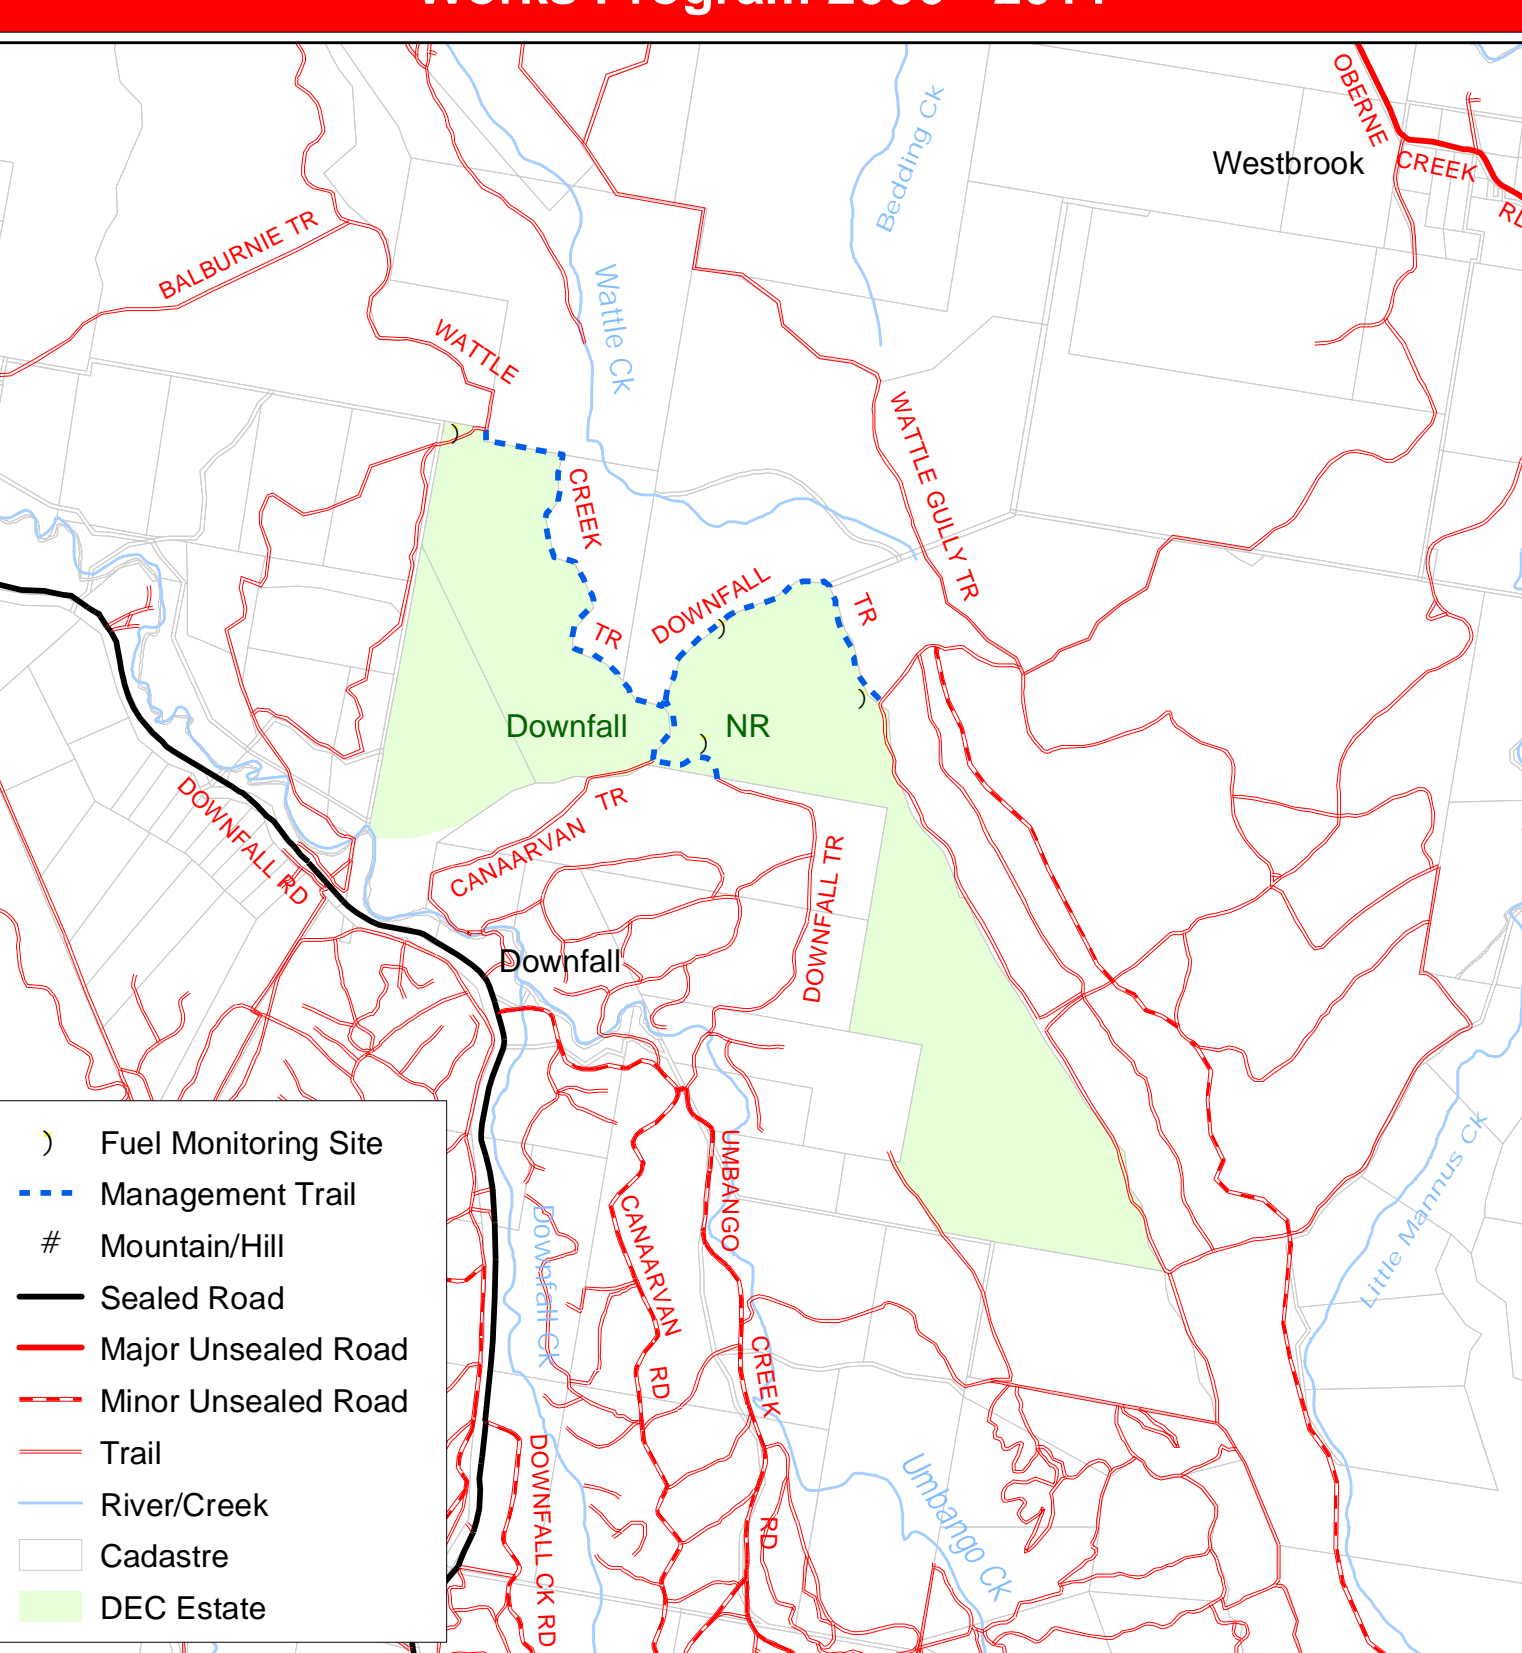 OBERNE
CREEK
Westbrook
Bedding Ck
BALBURNIE TR
Wattle Ck
WATTLE
CREEK
TR
WATTLE GULLY TR
DOWNFALL
TR
Downfall NR
CANAARVAN TR
DOWNFALL RD
DOWNFALL TR
Downfall
UMBANGO
CREEK
RD
CANAARVAN
RD
Downfall Ck
DOWNFALL CK RD
Umbango Ck
Little Mannus Ck
) Fuel Monitoring Site
Management Trail
# Mountain/Hill
Sealed Road
Major Unsealed Road
Minor Unsealed Road
Trail
River/Creek
Cadastre
DEC Estate